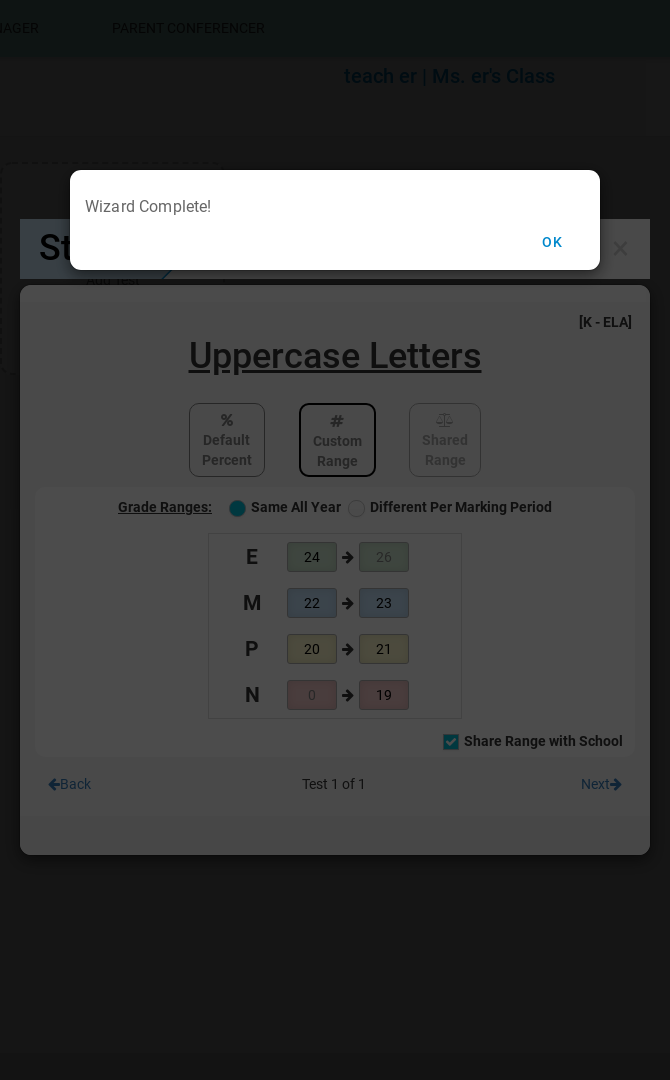 PARENT CONFERENCER
teach er | Ms. er's Class
Wizard Complete!
OK
St
×
[K - ELA]
Uppercase Letters
% # 
Default Percent
Custom Range
Shared Range
Grade Ranges: Same All Year Different Per Marking Period
E 24 26
M 22 23
P 20 21
N 0 19
Share Range with School
Back Test 1 of 1 Next